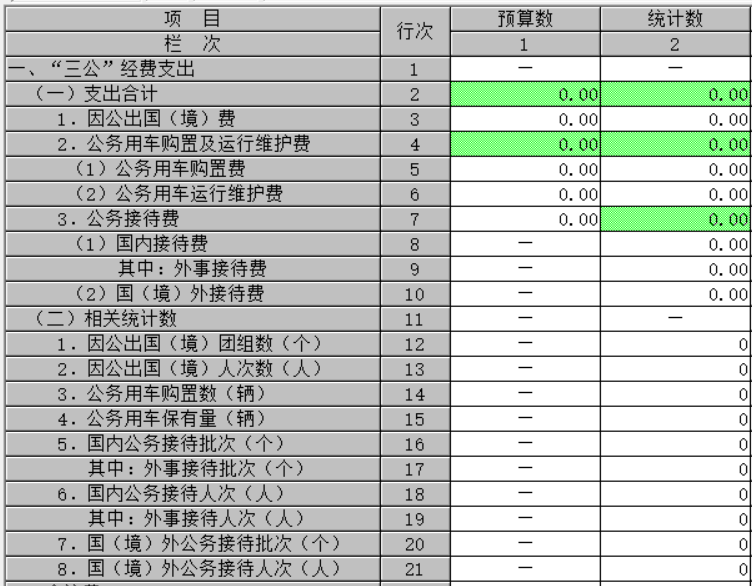 项 目 行次 预算数 统计数
栏 次 1 2
一、“三公”经费支出 1 — —
（一）支出合计 2 0.00 0.00
1. 因公出国（境）费 3 0.00 0.00
2. 公务用车购置及运行维护费 4 0.00 0.00
（1）公务用车购置费 5 0.00 0.00
（2）公务用车运行维护费 6 0.00 0.00
3. 公务接待费 7 0.00 0.00
（1）国内接待费 8 — 0.00
其中：外事接待费 9 — 0.00
（2）国（境）外接待费 10 — 0.00
（二）相关统计数 11 — —
1. 因公出国（境）团组数（个） 12 — 0
2. 因公出国（境）人次数（人） 13 — 0
3. 公务用车购置数（辆） 14 — 0
4. 公务用车保有量（辆） 15 — 0
5. 国内公务接待批次（个） 16 — 0
其中：外事接待批次（个） 17 — 0
6. 国内公务接待人次（人） 18 — 0
其中：外事接待人次（人） 19 — 0
7. 国（境）外公务接待批次（个） 20 — 0
8. 国（境）外公务接待人次（人） 21 — 0